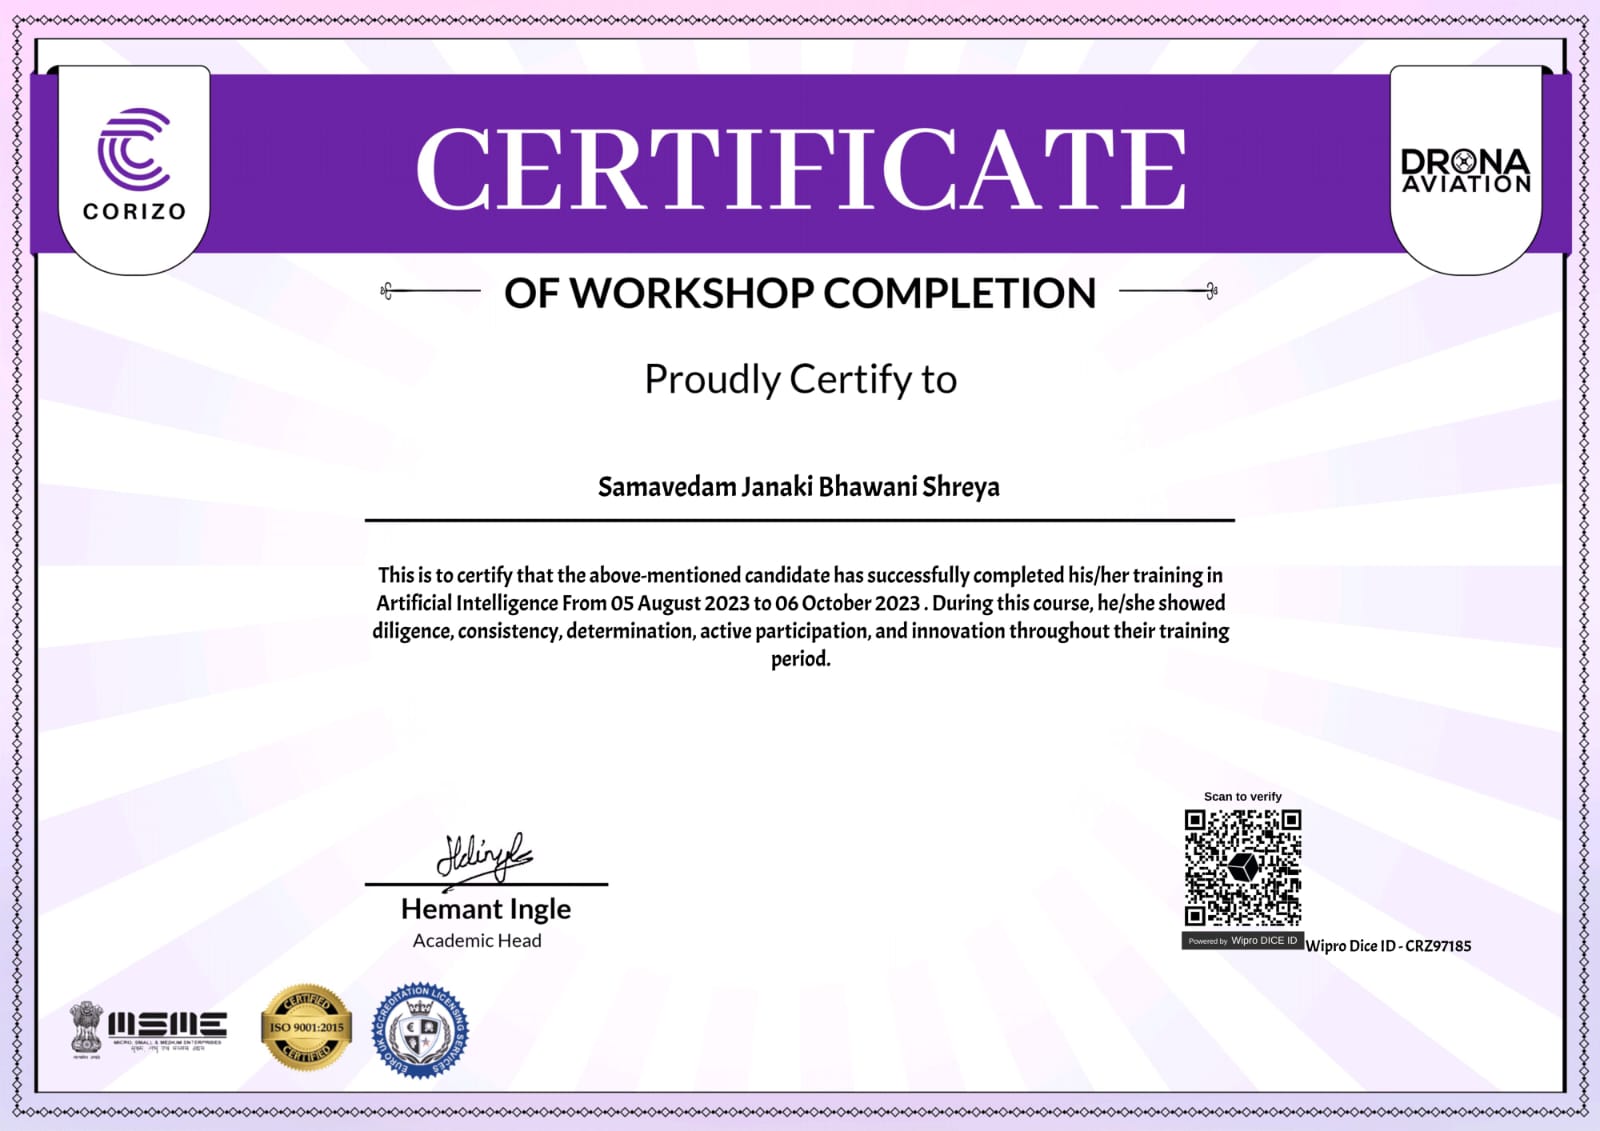 CORIZO
CERTIFICATE
DRONA
AVIATION
OF WORKSHOP COMPLETION
Proudly Certify to
Samavedam Janaki Bhawani Shreya
This is to certify that the above-mentioned candidate has successfully completed his/her training in
Artificial Intelligence From 05 August 2023 to 06 October 2023 . During this course, he/she showed
diligence, consistency, determination, active participation, and innovation throughout their training
period.
Scan to verify
Hemant Ingle
Academic Head
Powered by Wipro DICE ID
Wipro Dice ID - CRZ97185
MSME
MICRO, SMALL & MEDIUM ENTERPRISES
CERTIFIED
ISO 9001:2015
CERTIFIED
EURO UK ACCREDITATION LICENSING SERVICES